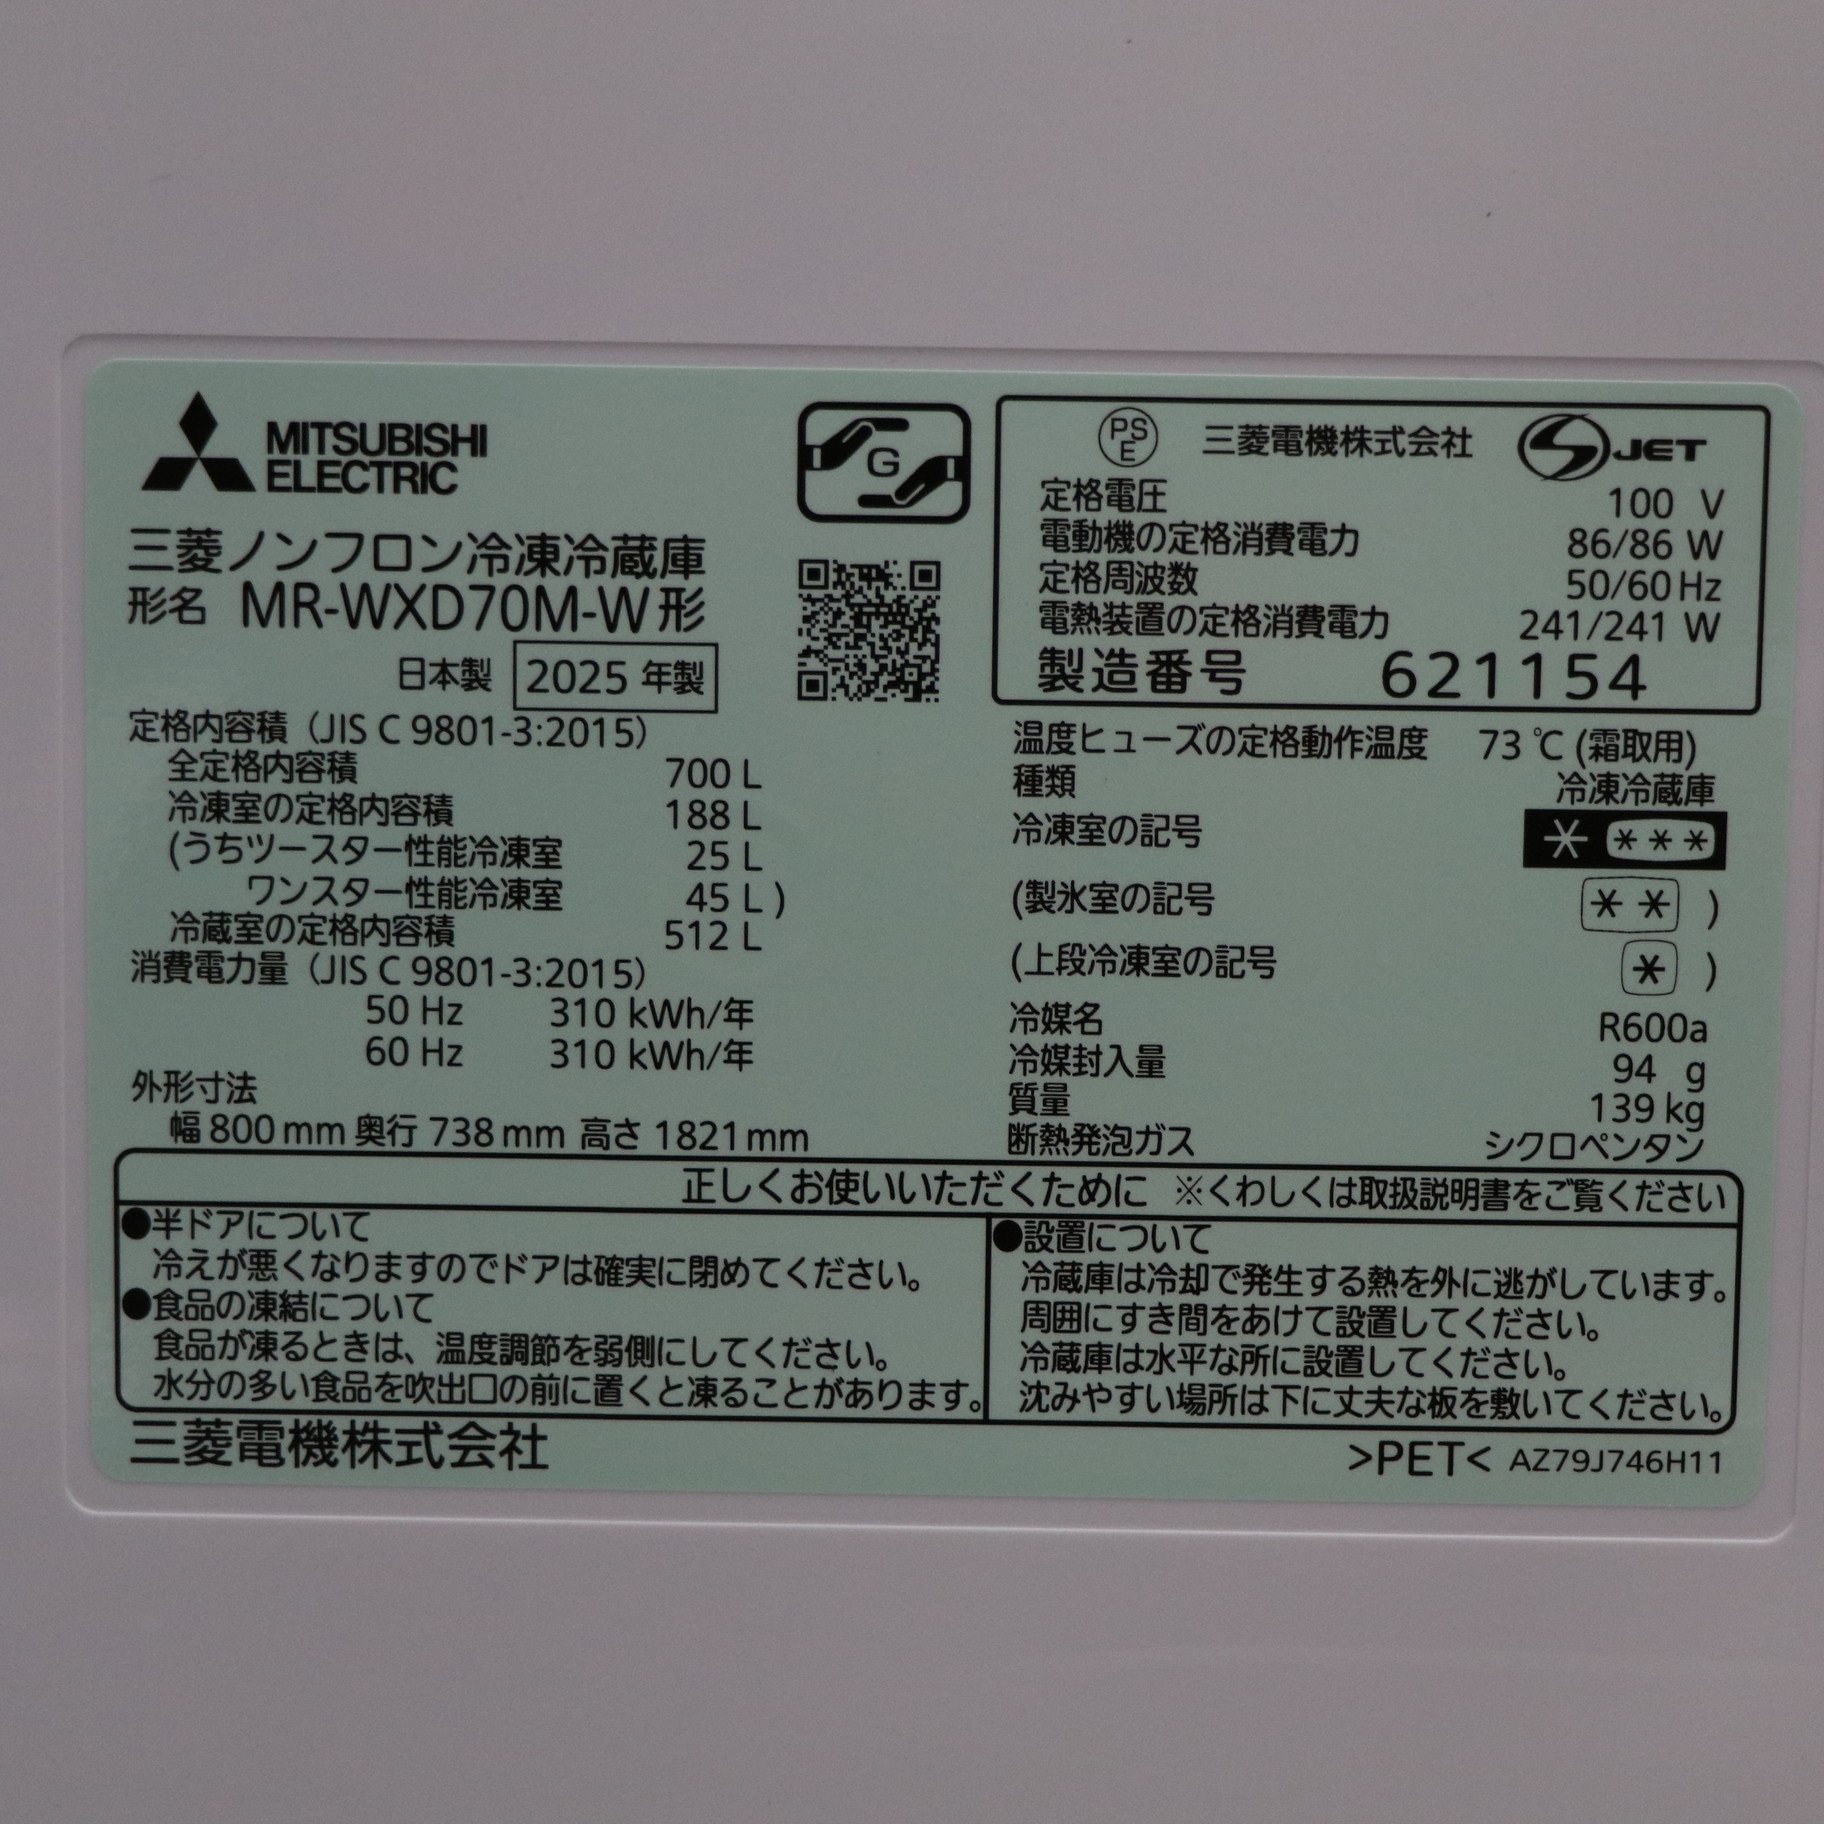 MITSUBISHI
ELECTRIC
G
三菱ノンフロン冷凍冷蔵庫
形名 MR-WXD70M-W形
日本製 2025 年製
定格内容積（JIS C 9801-3:2015）
全定格内容積 700 L
冷凍室の定格内容積 188 L
(うちツースター性能冷凍室 25 L
ワンスター性能冷凍室 45 L )
冷蔵室の定格内容積 512 L
消費電力量（JIS C 9801-3:2015）
50 Hz 310 kWh/年
60 Hz 310 kWh/年
外形寸法
幅 800 mm 奥行 738 mm 高さ 1821 mm
PS
E 三菱電機株式会社 JET
定格電圧 100 V
電動機の定格消費電力 86/86 W
定格周波数 50/60 Hz
電熱装置の定格消費電力 241/241 W
製造番号 621154
温度ヒューズの定格動作温度 73 ℃ (霜取用)
種類 冷凍冷蔵庫
冷凍室の記号 * ***
(製氷室の記号 ** )
(上段冷凍室の記号 * )
冷媒名 R600a
冷媒封入量 94 g
質量 139 kg
断熱発泡ガス シクロペンタン
正しくお使いいただくために ※くわしくは取扱説明書をご覧ください
●半ドアについて
冷えが悪くなりますのでドアは確実に閉めてください。
●食品の凍結について
食品が凍るときは、温度調節を弱側にしてください。
水分の多い食品を吹出口の前に置くと凍ることがあります。
●設置について
冷蔵庫は冷却で発生する熱を外に逃がしています。
周囲にすき間をあけて設置してください。
冷蔵庫は水平な所に設置してください。
沈みやすい場所は下に丈夫な板を敷いてください。
三菱電機株式会社
>PET< AZ79J746H11